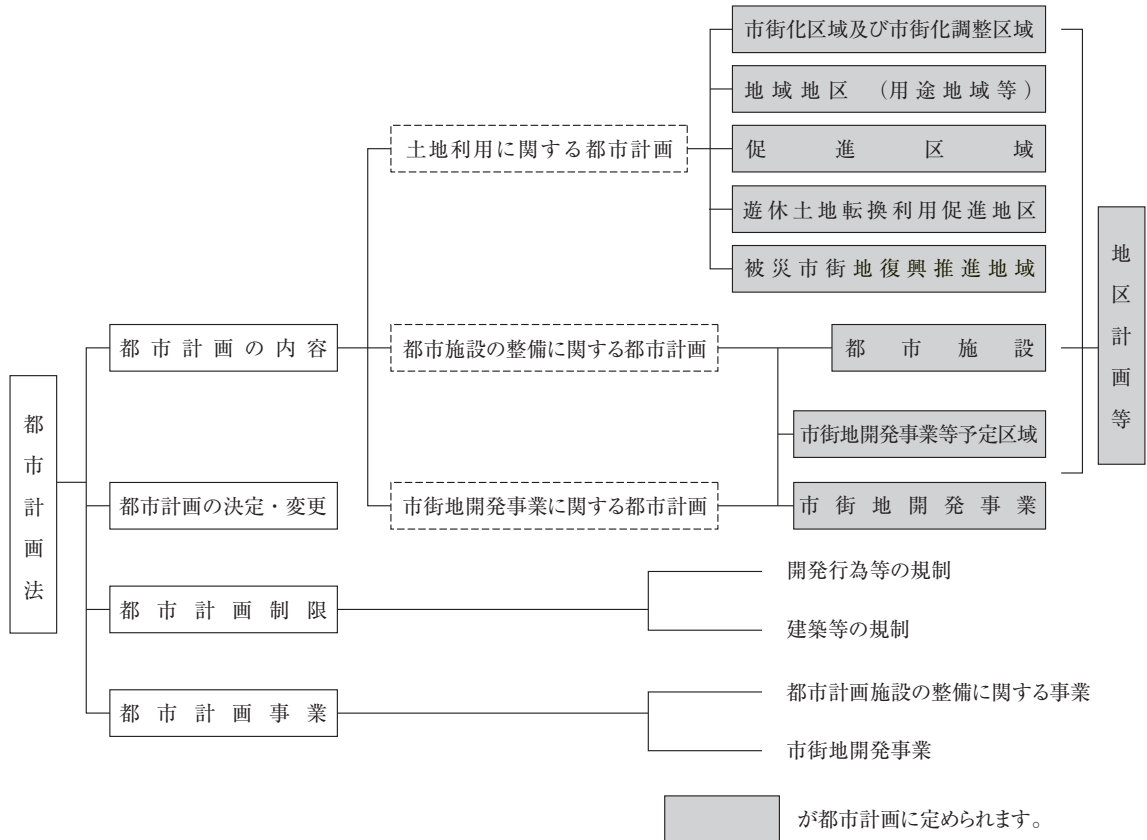 都市計画法
都市計画の内容
土地利用に関する都市計画
市街化区域及び市街化調整区域
地域地区（用途地域等）
促進区域
遊休土地転換利用促進地区
被災市街地復興推進地域
都市施設の整備に関する都市計画
都市施設
市街地開発事業等予定区域
市街地開発事業に関する都市計画
市街地開発事業
地区計画等
都市計画の決定・変更
都市計画制限
開発行為等の規制
建築等の規制
都市計画事業
都市計画施設の整備に関する事業
市街地開発事業
が都市計画に定められます。